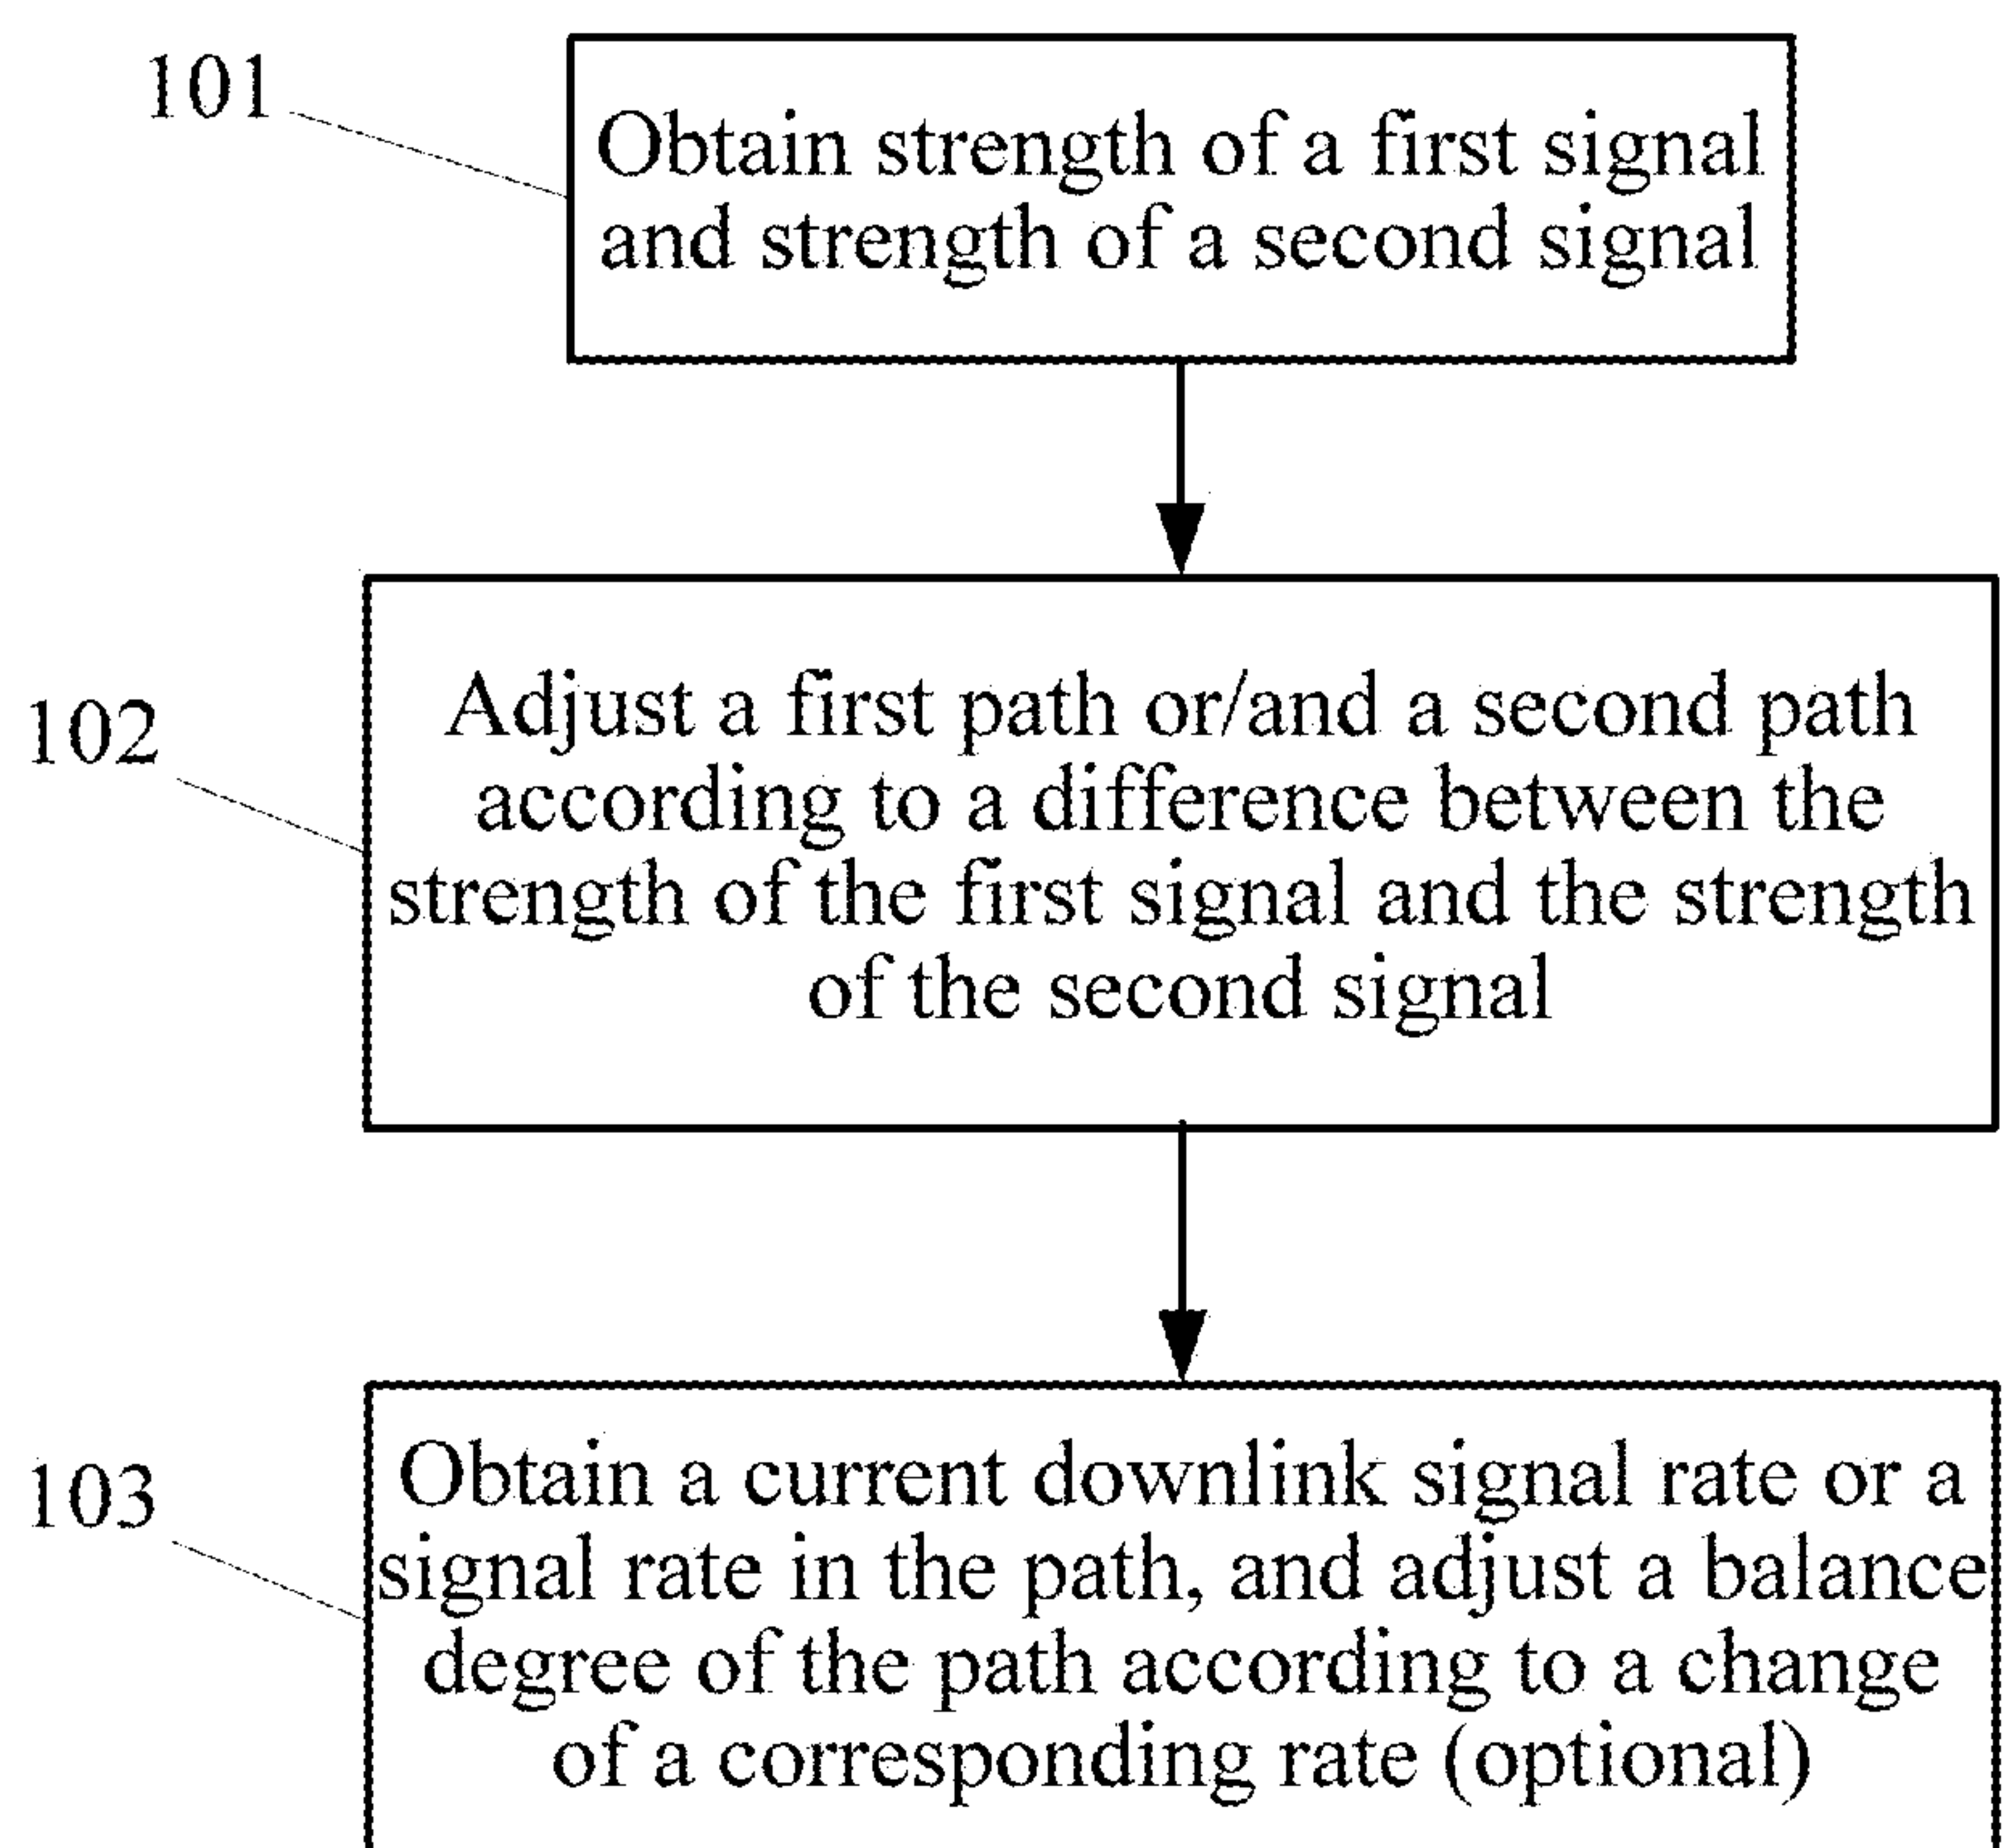 101
Obtain strength of a first signal
and strength of a second signal
102
Adjust a first path or/and a second path
according to a difference between the
strength of the first signal and the strength
of the second signal
103
Obtain a current downlink signal rate or a
signal rate in the path, and adjust a balance
degree of the path according to a change
of a corresponding rate (optional)